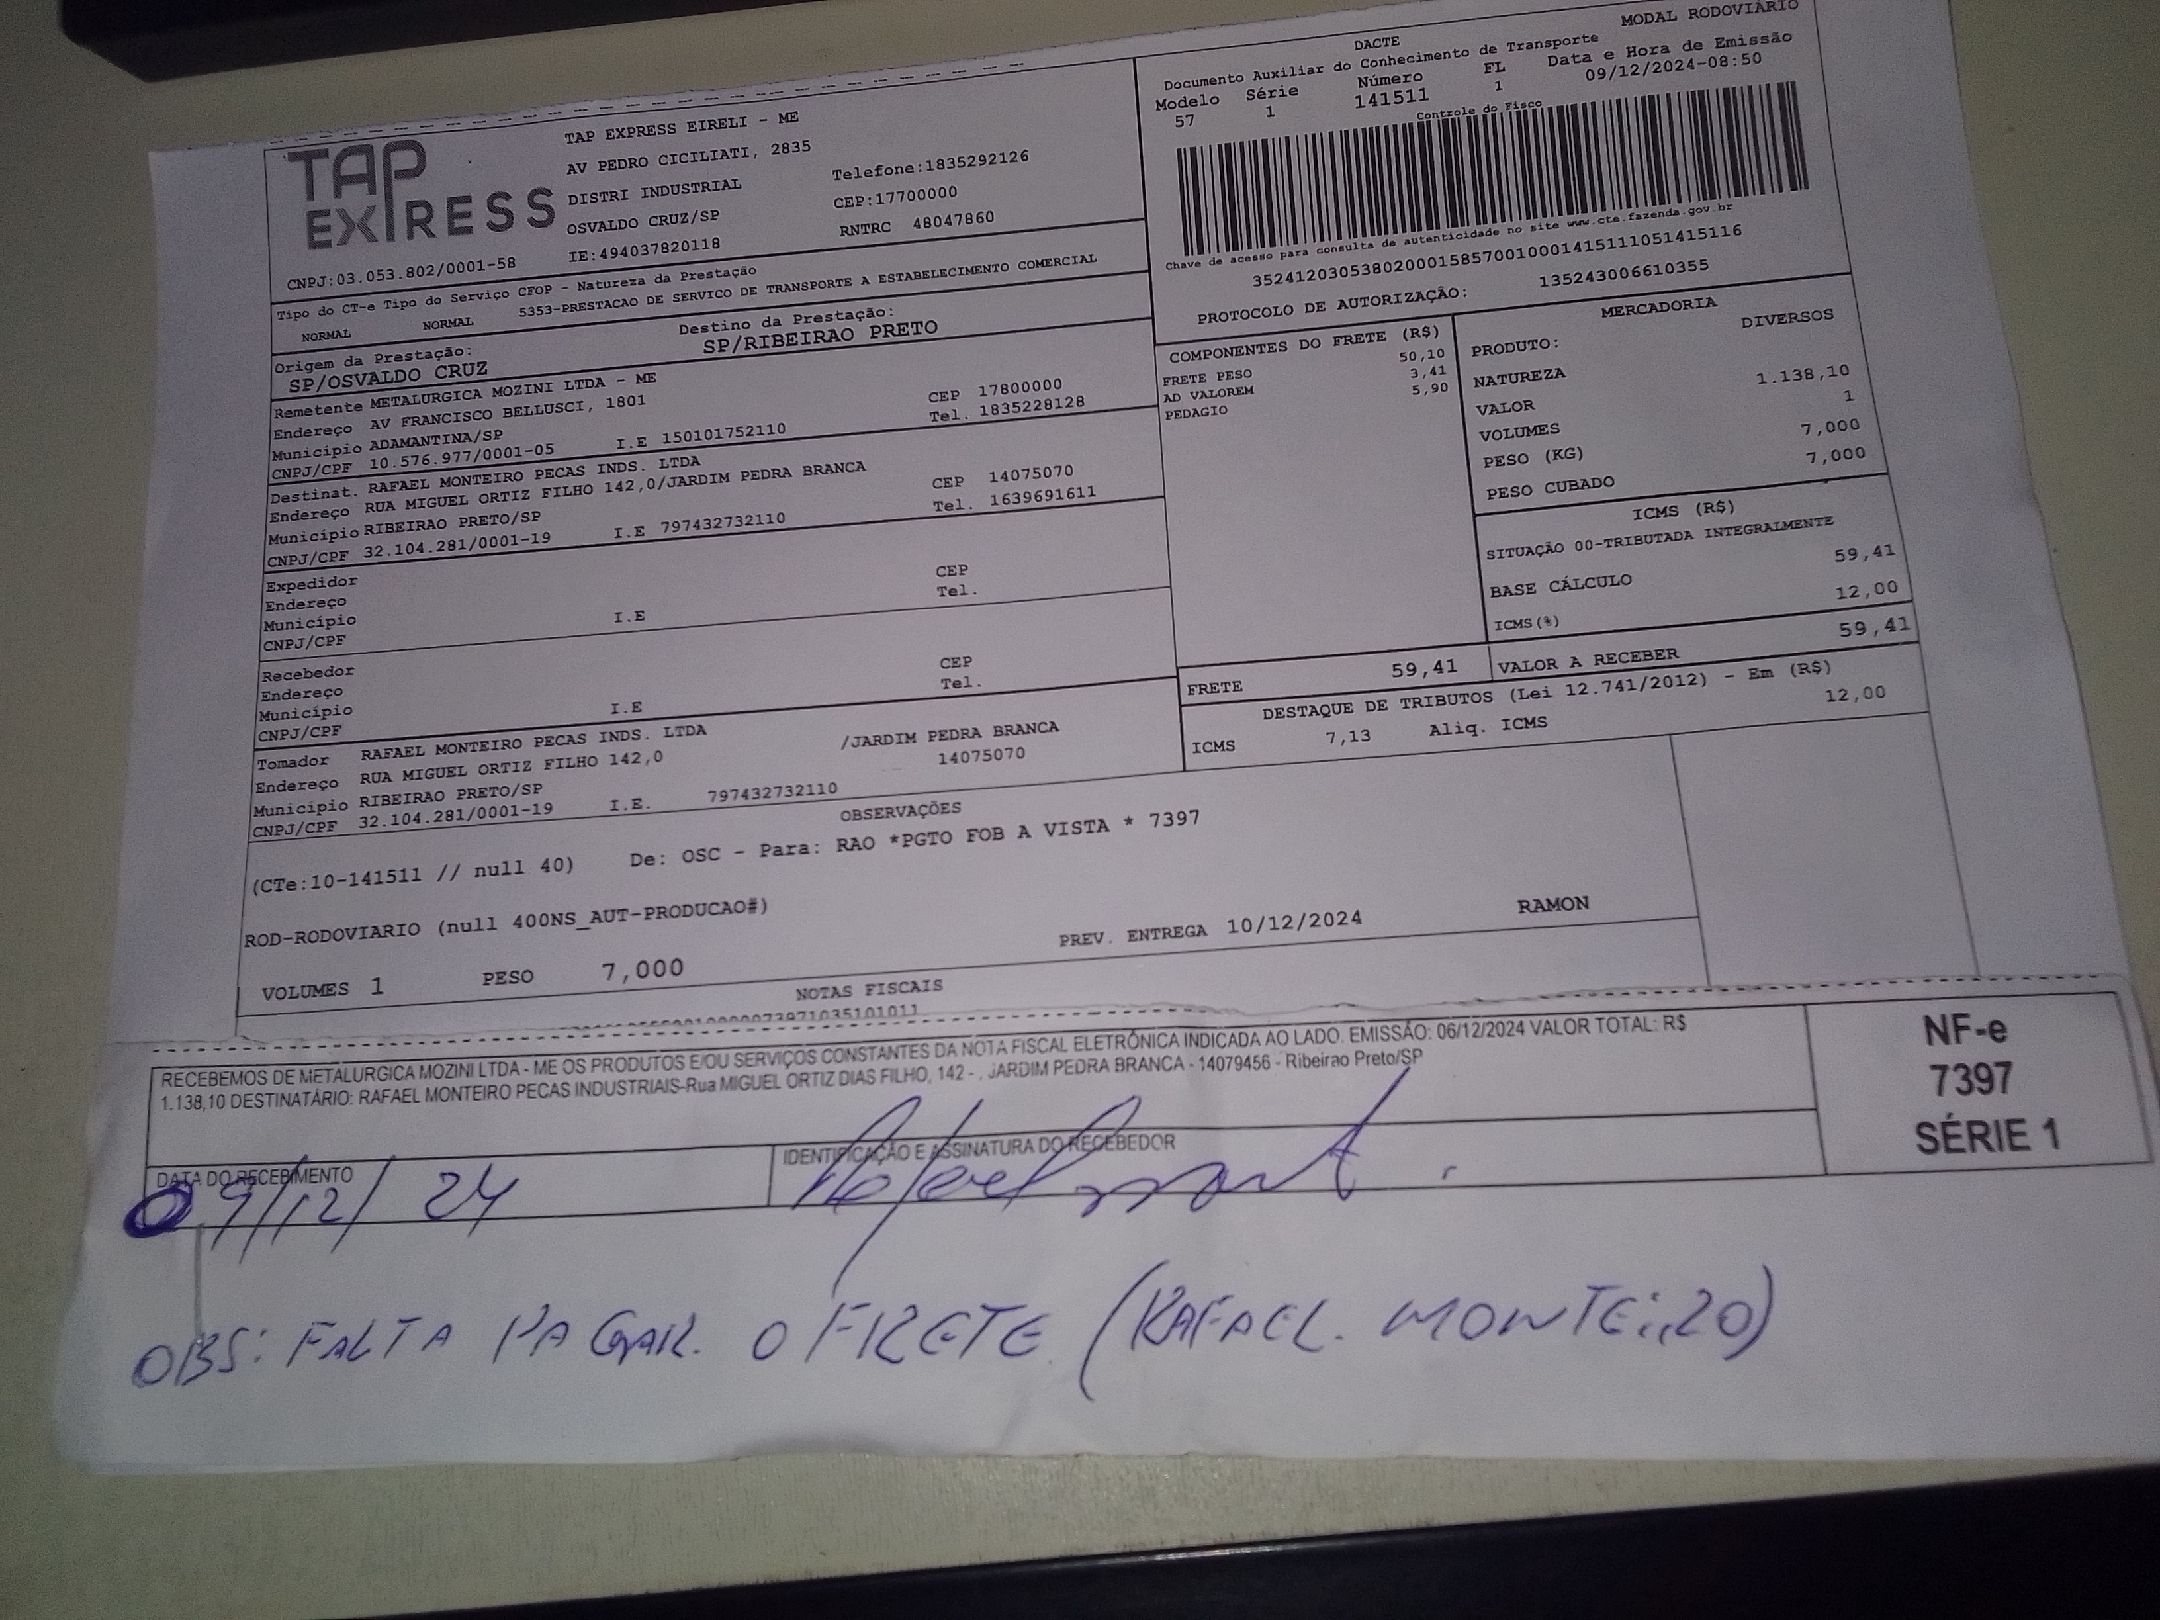 TAP
EXPRESS
CNPJ:03.053.802/0001-58
TAP EXPRESS EIRELI - ME
AV PEDRO CICILIATI, 2835
DISTRI INDUSTRIAL Telefone:1835292126
OSVALDO CRUZ/SP CEP:17700000
IE:494037820118 RNTRC 48047860
DACTE MODAL RODOVIÁRIO
Documento Auxiliar do Conhecimento de Transporte
Modelo Série Número FL Data e Hora de Emissão
57 1 141511 1 09/12/2024-08:50
Controle do Fisco
Chave de acesso para consulta de autenticidade no site www.cte.fazenda.gov.br
35241203053802000158570010001415111051415116
PROTOCOLO DE AUTORIZAÇÃO: 135243006610355
Tipo do CT-e Tipo do Serviço CFOP - Natureza da Prestação
NORMAL NORMAL 5353-PRESTACAO DE SERVICO DE TRANSPORTE A ESTABELECIMENTO COMERCIAL
Origem da Prestação: Destino da Prestação:
SP/OSVALDO CRUZ SP/RIBEIRAO PRETO
Remetente METALURGICA MOZINI LTDA - ME
Endereço AV FRANCISCO BELLUSCI, 1801 CEP 17800000
Município ADAMANTINA/SP Tel. 1835228128
CNPJ/CPF 10.576.977/0001-05 I.E 150101752110
Destinat. RAFAEL MONTEIRO PECAS INDS. LTDA
Endereço RUA MIGUEL ORTIZ FILHO 142,0/JARDIM PEDRA BRANCA CEP 14075070
Município RIBEIRAO PRETO/SP Tel. 1639691611
CNPJ/CPF 32.104.281/0001-19 I.E 797432732110
Expedidor
Endereço CEP
Município Tel.
CNPJ/CPF I.E
Recebedor
Endereço CEP
Município Tel.
CNPJ/CPF I.E
Tomador RAFAEL MONTEIRO PECAS INDS. LTDA
Endereço RUA MIGUEL ORTIZ FILHO 142,0 /JARDIM PEDRA BRANCA
Município RIBEIRAO PRETO/SP 14075070
CNPJ/CPF 32.104.281/0001-19 I.E. 797432732110
COMPONENTES DO FRETE (R$)
FRETE PESO 50,10
AD VALOREM 3,41
PEDAGIO 5,90
MERCADORIA
PRODUTO: DIVERSOS
NATUREZA
VALOR 1.138,10
VOLUMES 1
PESO (KG) 7,000
PESO CUBADO 7,000
ICMS (R$)
SITUAÇÃO 00-TRIBUTADA INTEGRALMENTE
BASE CÁLCULO 59,41
ICMS(%) 12,00
FRETE 59,41 VALOR A RECEBER 59,41
DESTAQUE DE TRIBUTOS (Lei 12.741/2012) - Em (R$)
ICMS 7,13 Aliq. ICMS 12,00
OBSERVAÇÕES
(CTe:10-141511 // null 40) De: OSC - Para: RAO *PGTO FOB A VISTA * 7397
ROD-RODOVIARIO (null 400NS_AUT-PRODUCAO#)
PREV. ENTREGA 10/12/2024 RAMON
VOLUMES 1 PESO 7,000
NOTAS FISCAIS
RECEBEMOS DE METALURGICA MOZINI LTDA - ME OS PRODUTOS E/OU SERVIÇOS CONSTANTES DA NOTA FISCAL ELETRÔNICA INDICADA AO LADO. EMISSÃO: 06/12/2024 VALOR TOTAL: R$
1.138,10 DESTINATÁRIO: RAFAEL MONTEIRO PECAS INDUSTRIAIS-Rua MIGUEL ORTIZ DIAS FILHO, 142 - , JARDIM PEDRA BRANCA - 14079456 - Ribeirao Preto/SP
NF-e
7397
SÉRIE 1
DATA DO RECEBIMENTO IDENTIFICAÇÃO E ASSINATURA DO RECEBEDOR
09/12/24
OBS: FALTA PAGAR. O FRETE (RAFAEL. MONTEIRO)